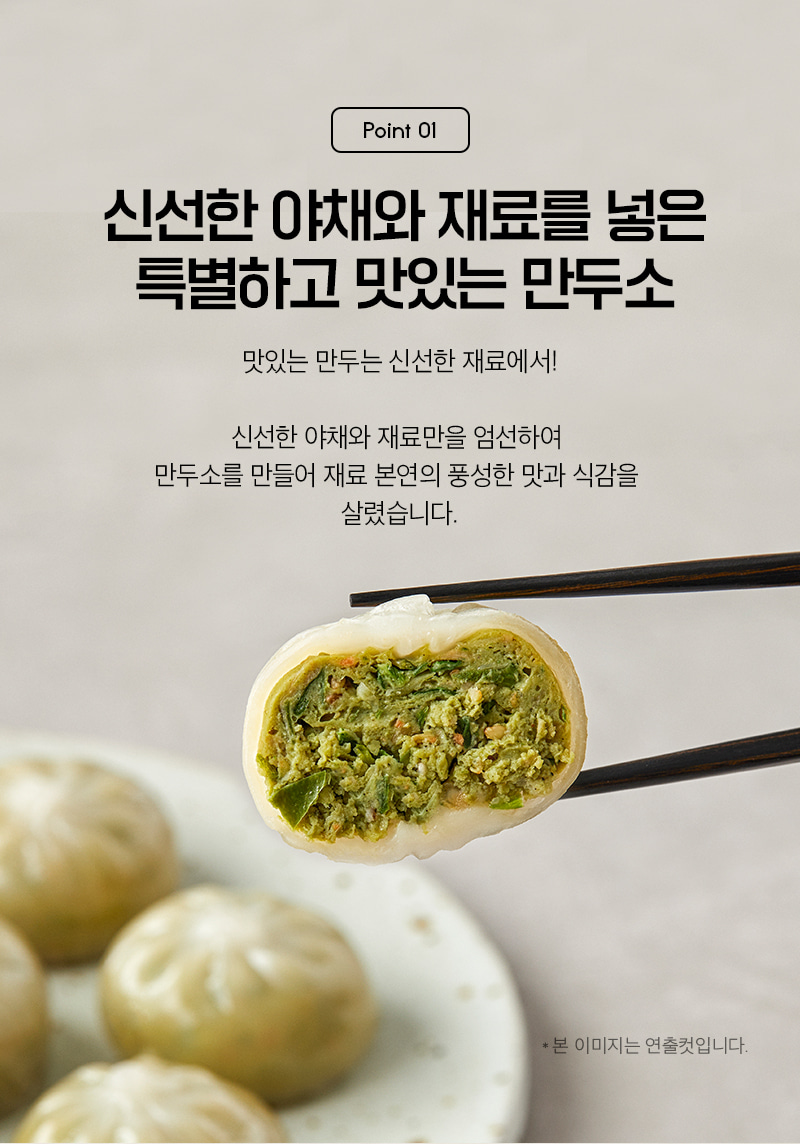 Point 01
신선한 야채와 재료를 넣은
특별하고 맛있는 만두소
맛있는 만두는 신선한 재료에서!
신선한 야채와 재료만을 엄선하여
만두소를 만들어 재료 본연의 풍성한 맛과 식감을
살렸습니다.
* 본 이미지는 연출컷입니다.